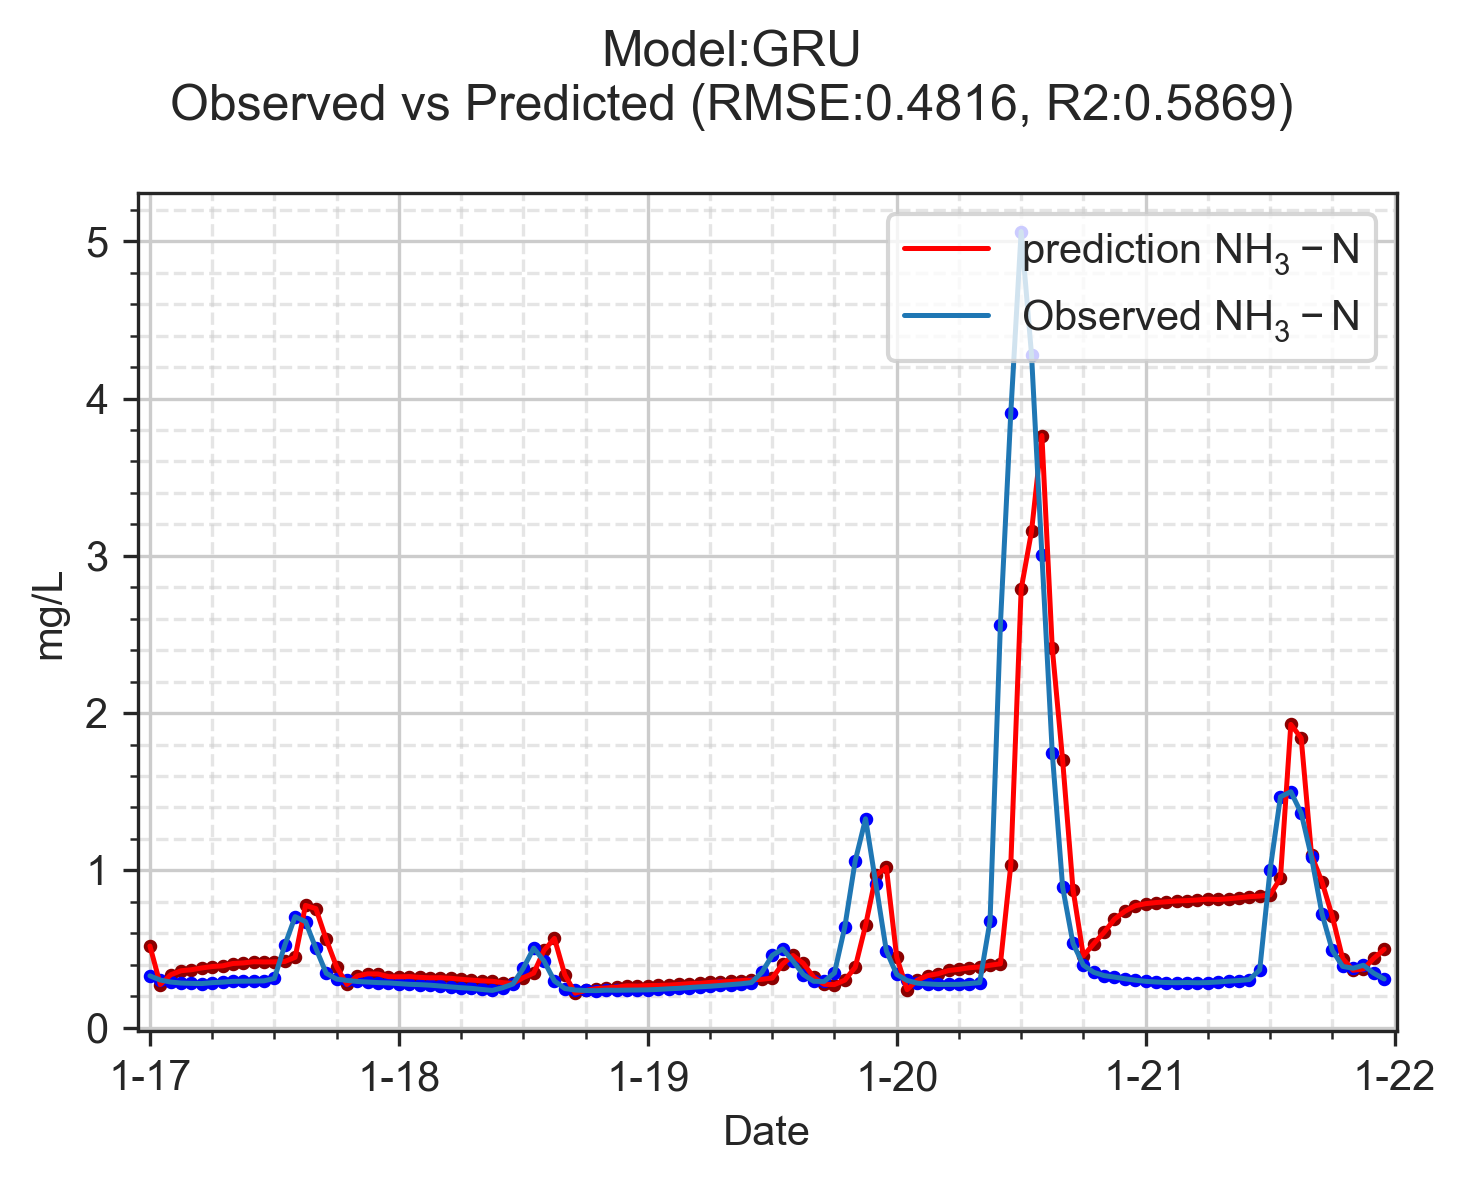 Model:GRU
Observed vs Predicted (RMSE:0.4816, R2:0.5869)
prediction NH₃ − N
Observed NH₃ − N
5
4
3
2
1
0
mg/L
1-17 1-18 1-19 1-20 1-21 1-22
Date